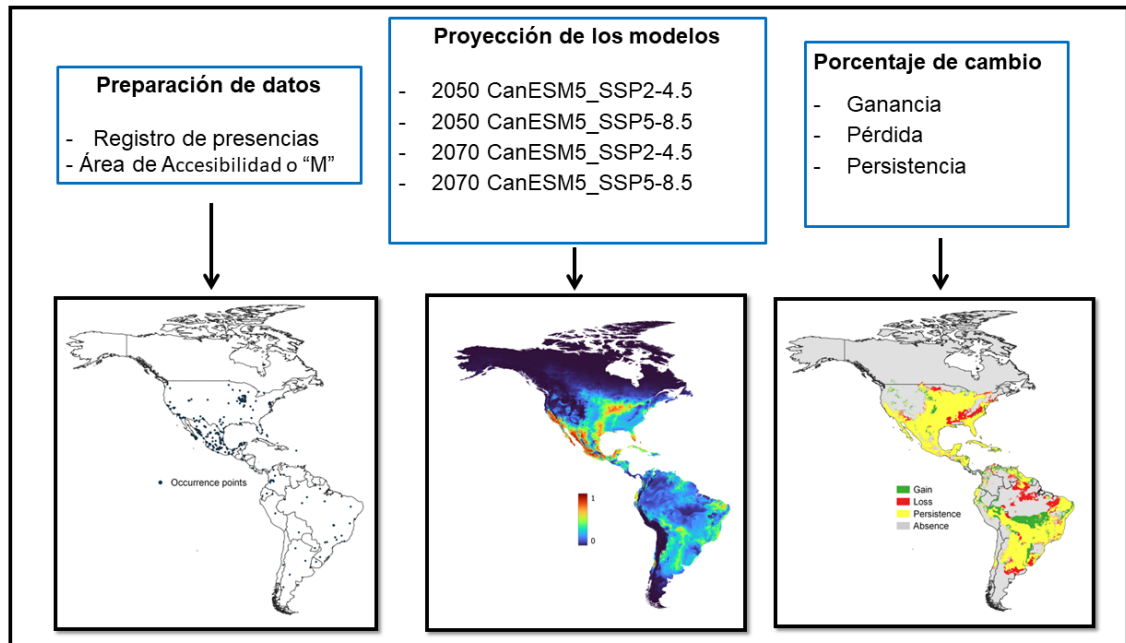 Preparación de datos
- Registro de presencias
- Área de Accesibilidad o “M”
Proyección de los modelos
- 2050 CanESM5_SSP2-4.5
- 2050 CanESM5_SSP5-8.5
- 2070 CanESM5_SSP2-4.5
- 2070 CanESM5_SSP5-8.5
Porcentaje de cambio
- Ganancia
- Pérdida
- Persistencia
Occurrence points
1
0
Gain
Loss
Persistence
Absence